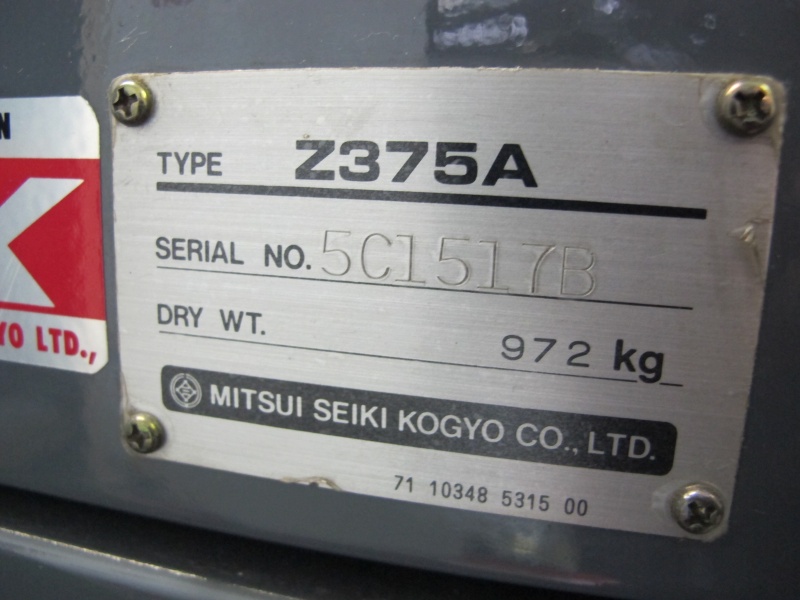 N
TYPE Z375A
SERIAL NO. 5C1517B
DRY WT. 972 kg
MITSUI SEIKI KOGYO CO., LTD.
71 10348 5315 00
YO LTD.,